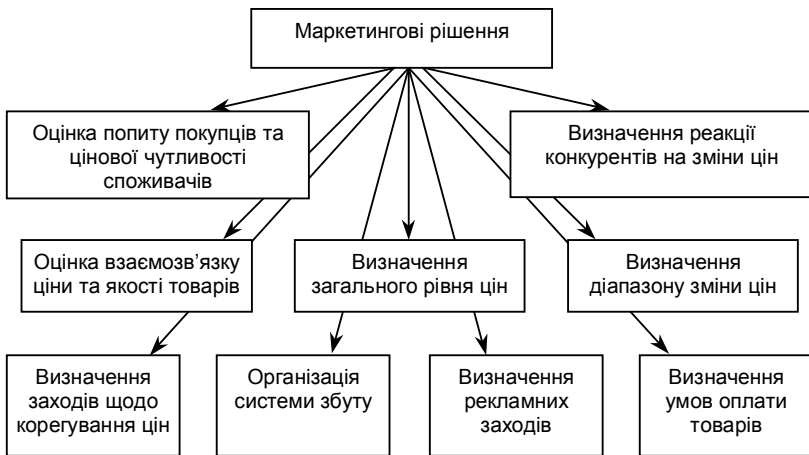 Маркетингові рішення
Оцінка попиту покупців та
цінової чутливості
споживачів
Визначення реакції
конкурентів на зміни цін
Оцінка взаємозв’язку
ціни та якості товарів
Визначення
загального рівня цін
Визначення
діапазону зміни цін
Визначення
заходів щодо
корегування цін
Організація
системи збуту
Визначення
рекламних
заходів
Визначення
умов оплати
товарів